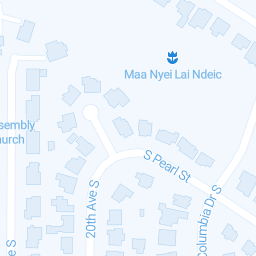 Maa Nyei Lai Ndeic
sembly
hurch
S Pearl St
20th Ave S
Columbia Dr S
e S